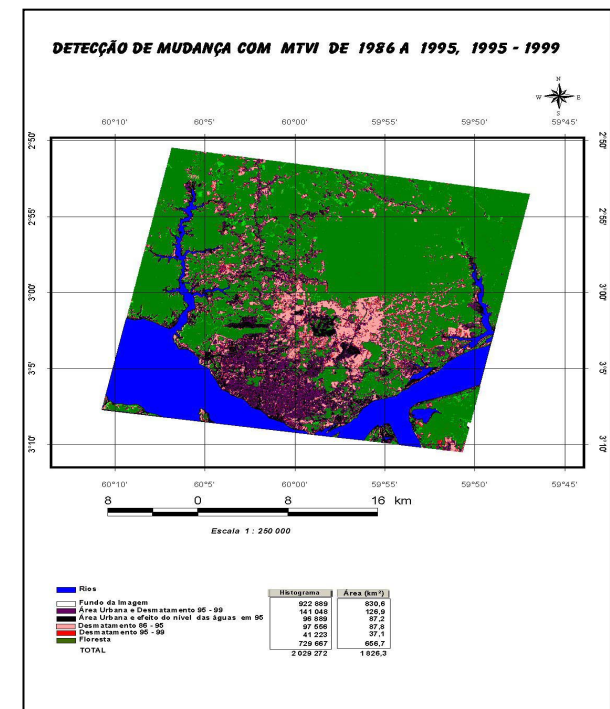 DETECÇÃO DE MUDANÇA COM MTVI DE 1986 A 1995, 1995 - 1999
N
W E
S
60°10' 60°5' 60°00' 59°55' 59°50' 59°45'
2°50' 2°50'
2°55' 2°55'
3°00' 3°00'
3°5' 3°5'
3°10' 3°10'
60°10' 60°5' 60°00' 59°55' 59°50' 59°45'
8 0 8 16 km
Escala 1 : 250 000
Rios
Histograma Área (km²)
Fundo da Imagem 922 889 830,6
Área Urbana e Desmatamento 95 - 99 141 048 126,9
Área Urbana e efeito do nível das águas em 95 96 889 87,2
Desmatamento 86 - 95 97 556 87,8
Desmatamento 95 - 99 41 223 37,1
Floresta 729 667 656,7
TOTAL 2 029 272 1 826,3